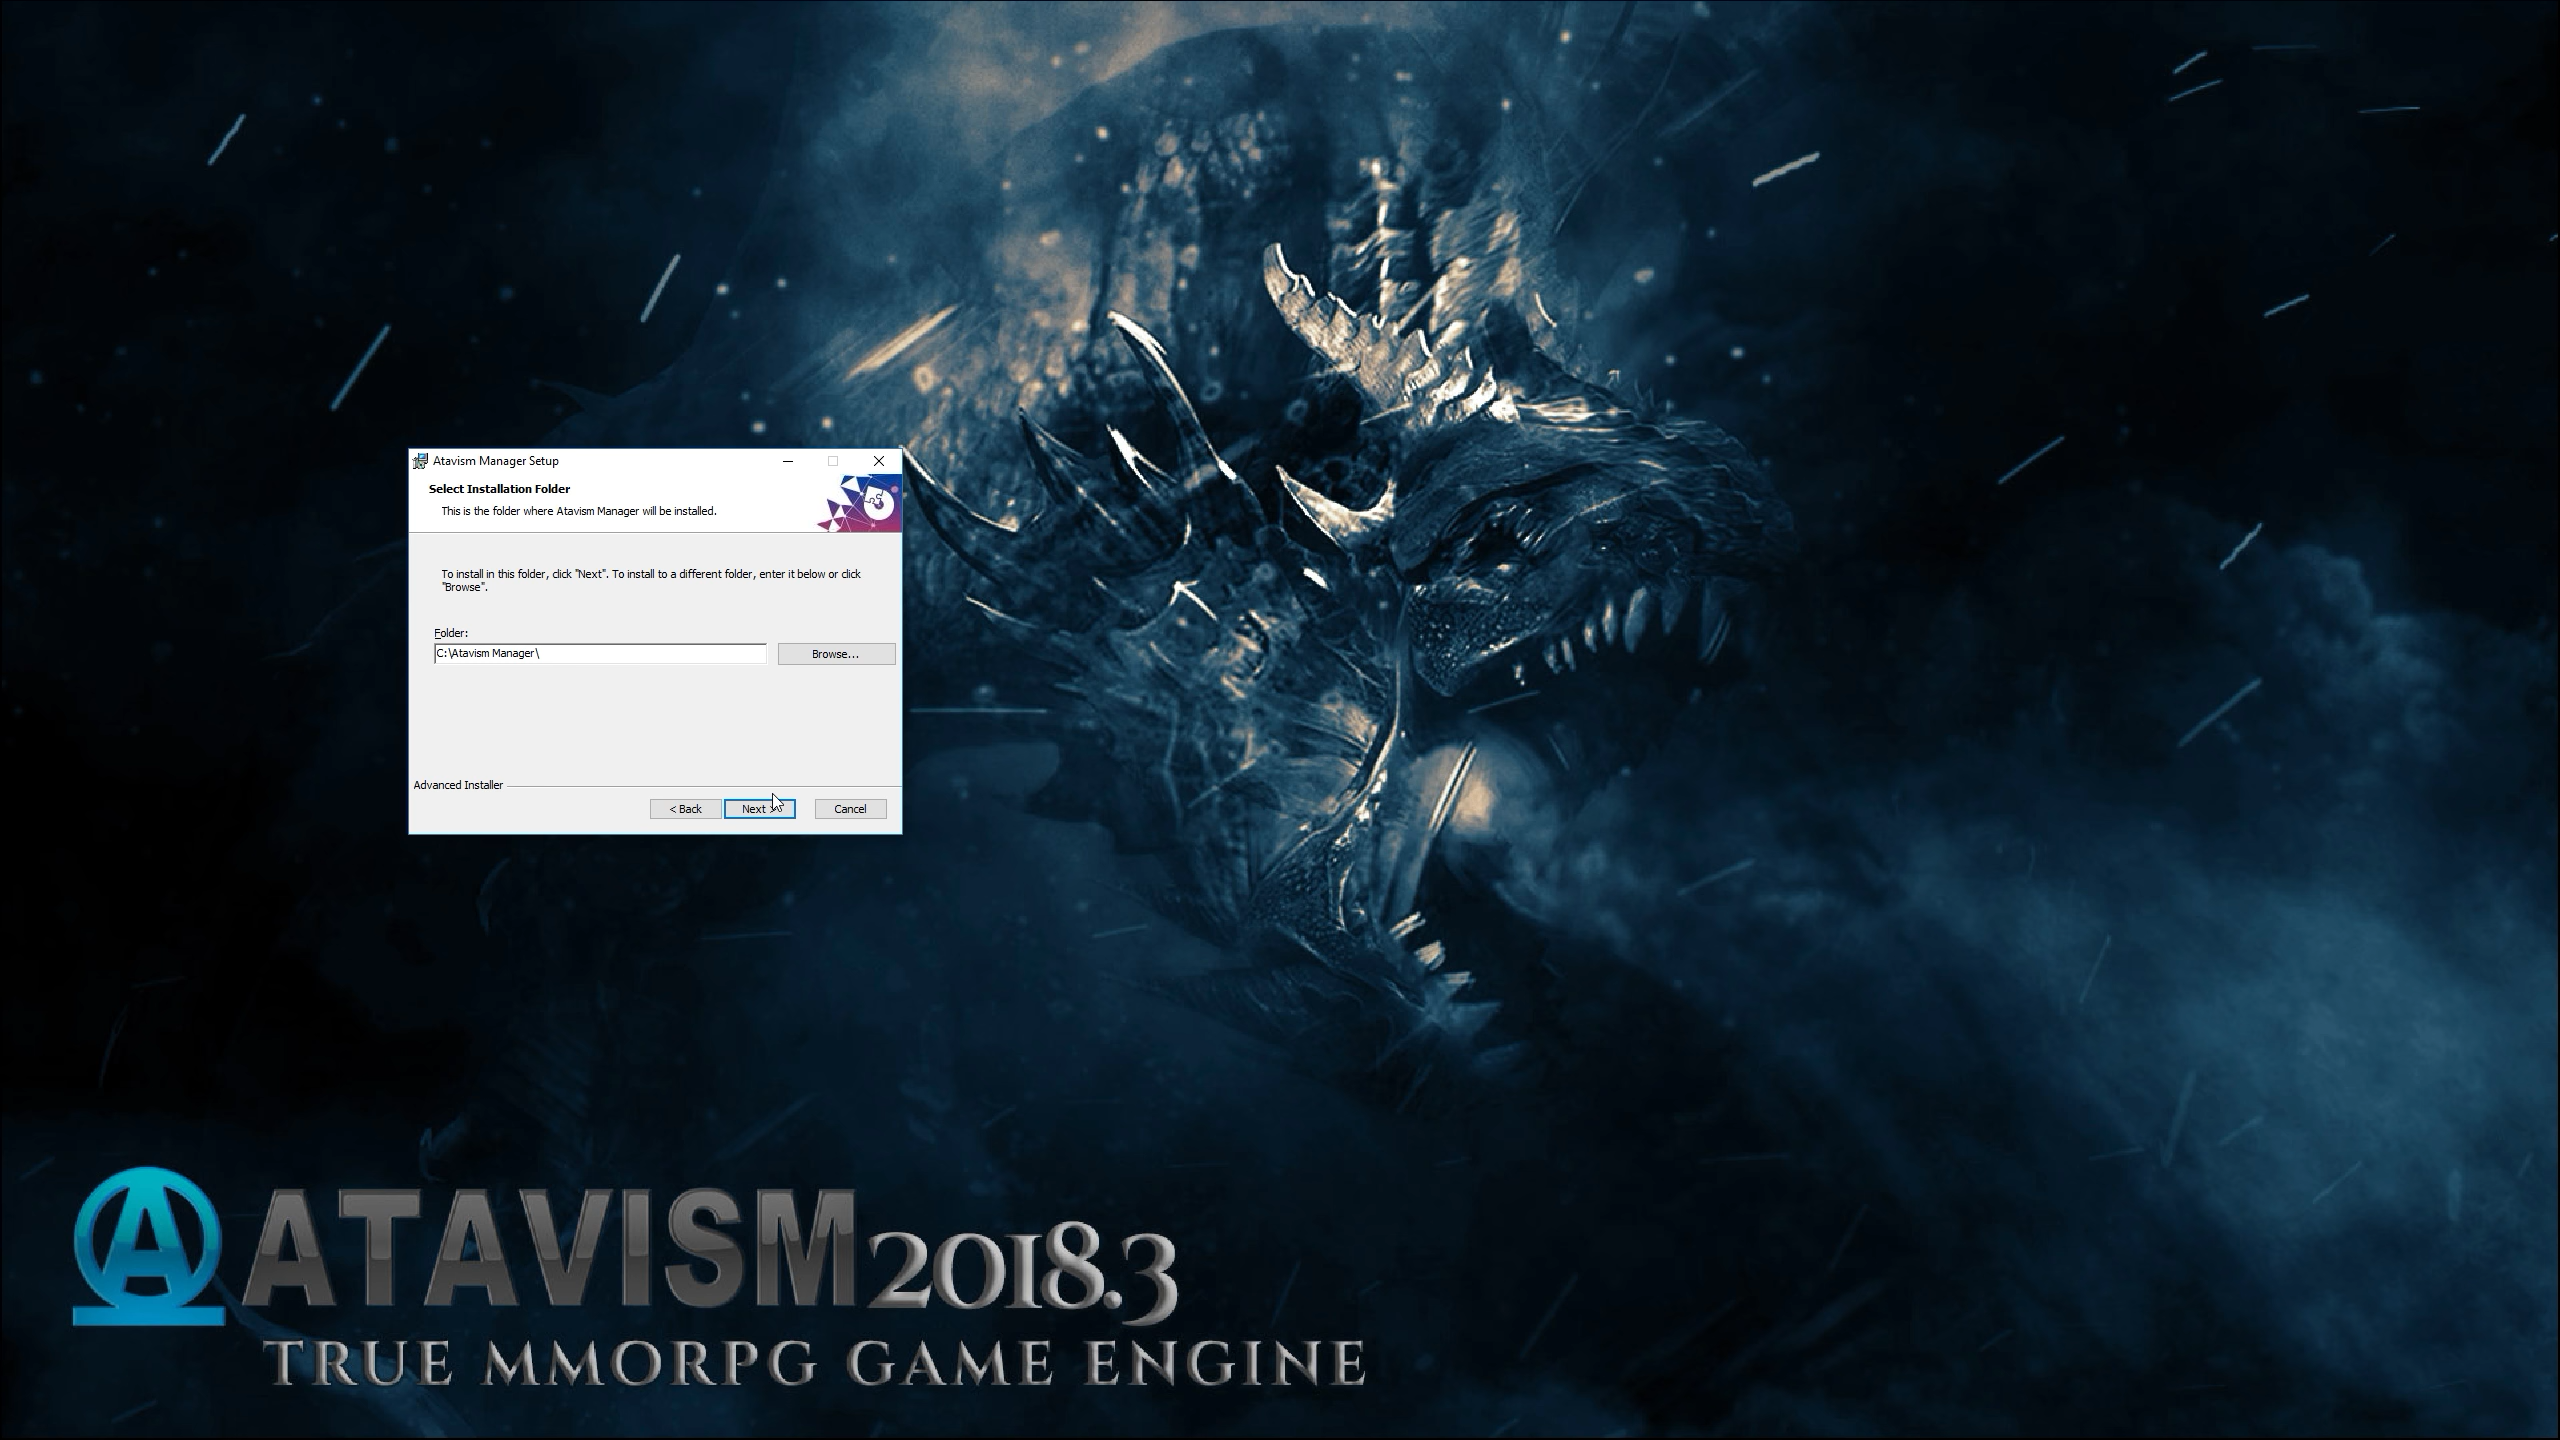 Atavism Manager Setup
Select Installation Folder
This is the folder where Atavism Manager will be installed.
To install in this folder, click "Next". To install to a different folder, enter it below or click
"Browse".
Folder:
C:\Atavism Manager\
Browse...
Advanced Installer
< Back
Next >
Cancel
A ATAVISM 2018.3
TRUE MMORPG GAME ENGINE